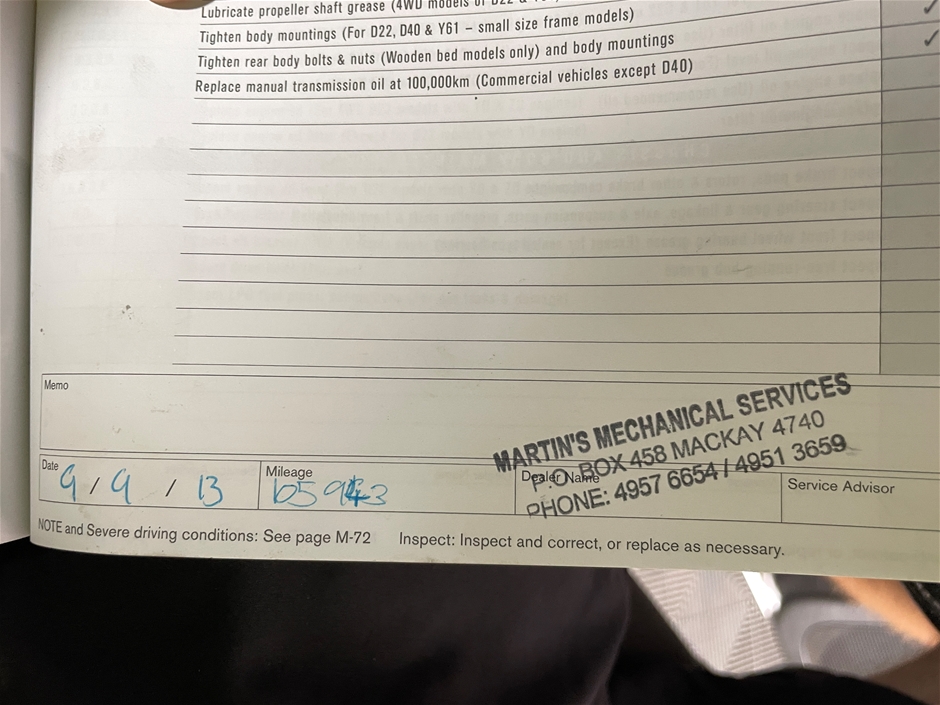 Lubricate propeller shaft grease (4WD models of D22 &
Tighten body mountings (For D22, D40 & Y61 – small size frame models)
Tighten rear body bolts & nuts (Wooden bed models only) and body mountings
Replace manual transmission oil at 100,000km (Commercial vehicles except D40)
Memo
MARTIN'S MECHANICAL SERVICES
P.O. BOX 458 MACKAY 4740
PHONE: 4957 6654 / 4951 3659
Date 9 / 9 / 13
Mileage
Dealer Name
Service Advisor
NOTE and Severe driving conditions: See page M-72 Inspect: Inspect and correct, or replace as necessary.